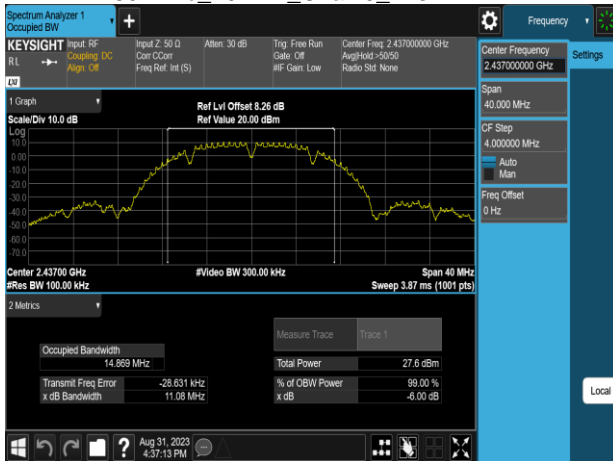 Spectrum Analyzer 1
Occupied BW
Frequency
KEYSIGHT
Input: RF
Coupling: DC
Align: Off
Input Z: 50 Ω
Corr CCorr
Freq Ref: Int (S)
Atten: 30 dB
Trig: Free Run
Gate: Off
#IF Gain: Low
Center Freq: 2.437000000 GHz
Avg|Hold:>50/50
Radio Std: None
RL
LXI
Center Frequency
2.437000000 GHz
Settings
Span
40.000 MHz
CF Step
4.000000 MHz
Auto
Man
Freq Offset
0 Hz
1 Graph
Scale/Div 10.0 dB
Ref Lvl Offset 8.26 dB
Ref Value 20.00 dBm
Log
10.0
0.00
-10.0
-20.0
-30.0
-40.0
-50.0
-60.0
-70.0
Center 2.43700 GHz
#Video BW 300.00 kHz
Span 40 MHz
#Res BW 100.00 kHz
Sweep 3.87 ms (1001 pts)
2 Metrics
Measure Trace
Trace 1
Occupied Bandwidth
14.869 MHz
Total Power
27.6 dBm
Transmit Freq Error
-28.631 kHz
% of OBW Power
99.00 %
x dB Bandwidth
11.08 MHz
x dB
-6.00 dB
Local
?
Aug 31, 2023
4:37:13 PM